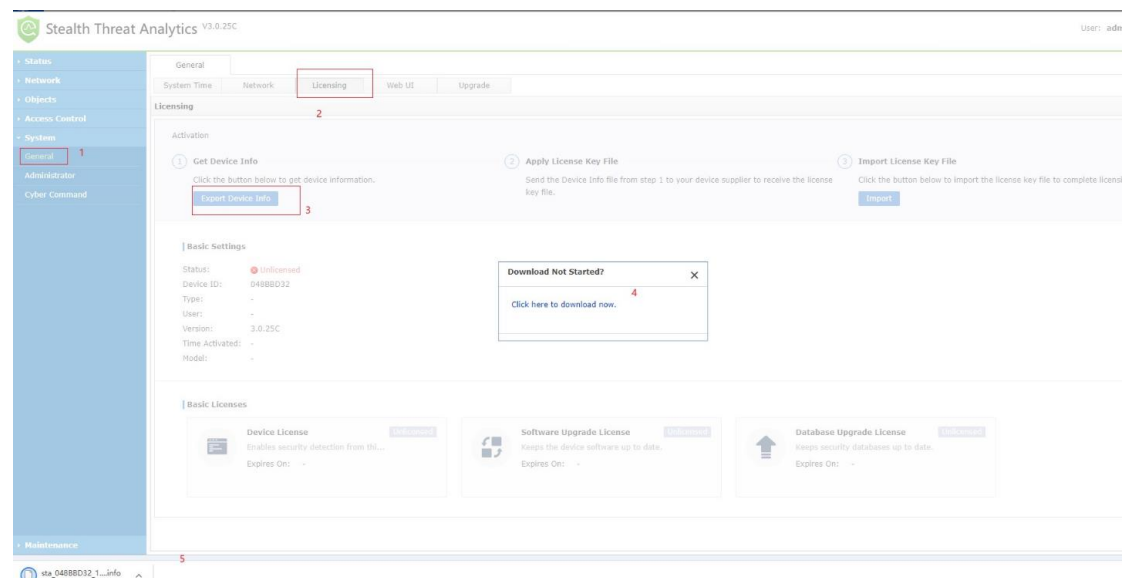 Stealth Threat Analytics V3.0.25C
User: adm
Status
Network
Objects
Access Control
System
General 1
Administrator
Cyber Command
Maintenance
General
System Time Network Licensing Web UI Upgrade
2
Licensing
Activation
1 Get Device Info
Click the button below to get device information.
Export Device Info
3
2 Apply License Key File
Send the Device Info file from step 1 to your device supplier to receive the license
key file.
3 Import License Key File
Click the button below to import the license key file to complete licensi
Import
Basic Settings
Status: Unlicensed
Device ID: 048BBD32
Type: -
User: -
Version: 3.0.25C
Time Activated: -
Model: -
Download Not Started? X
4
Click here to download now.
Basic Licenses
Device License Unlicensed
Enables security detection from thi...
Expires On: -
Software Upgrade License Unlicensed
Keeps the device software up to date.
Expires On: -
Database Upgrade License Unlicensed
Keeps security databases up to date.
Expires On: -
5
sta_048BBD32_1....info